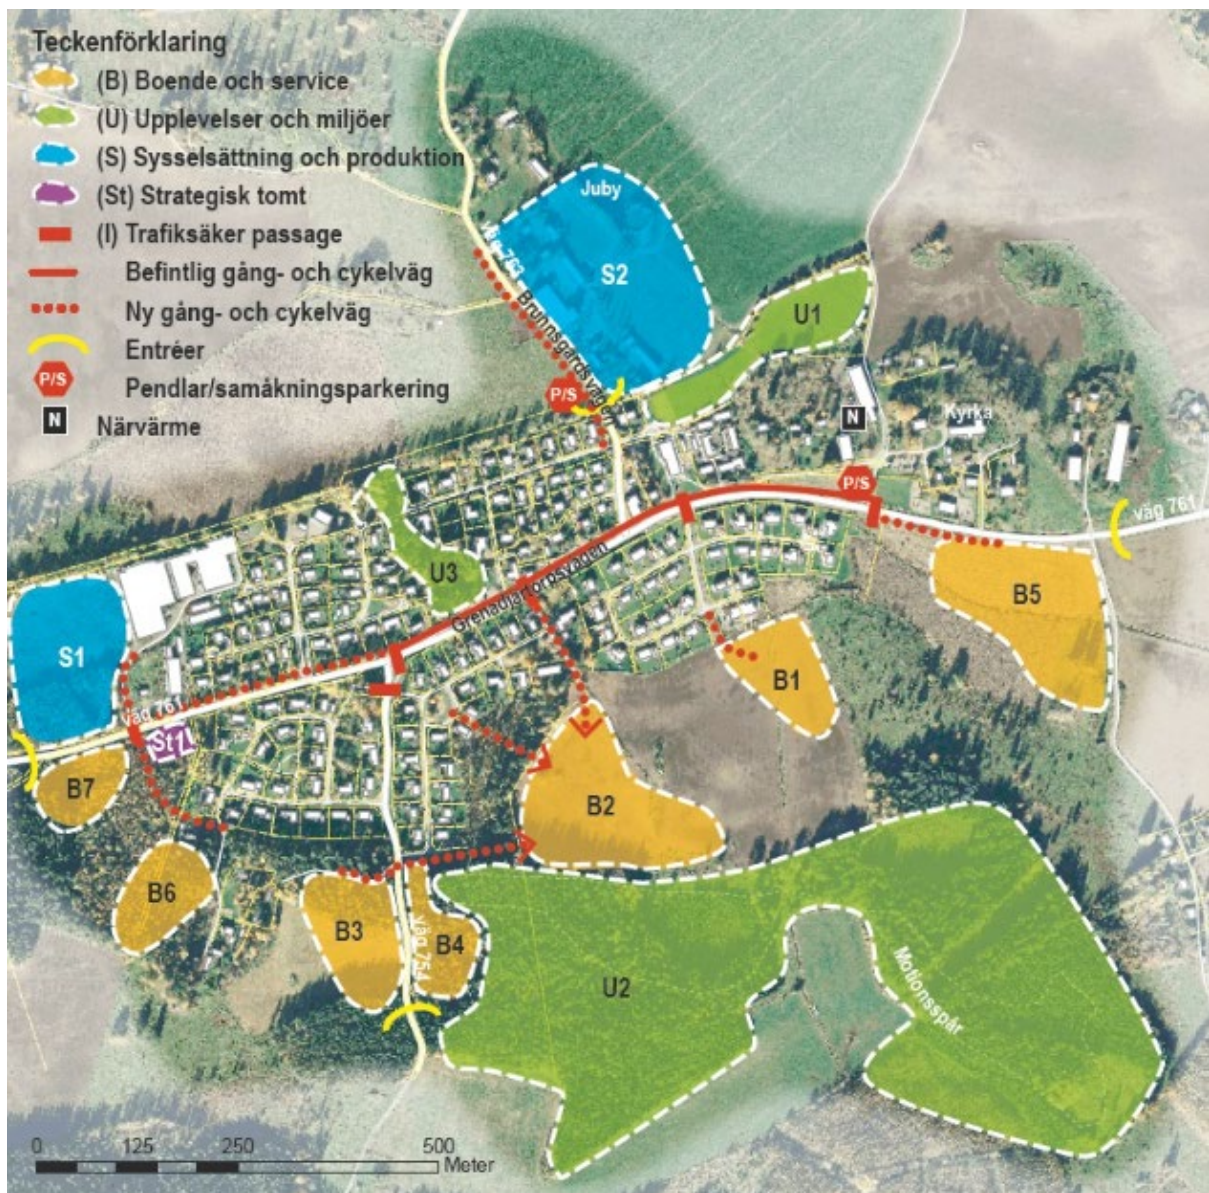 Teckenförklaring
(B) Boende och service
(U) Upplevelser och miljöer
(S) Sysselsättning och produktion
(St) Strategisk tomt
(I) Trafiksäker passage
Befintlig gång- och cykelväg
Ny gång- och cykelväg
Entréer
P/S Pendlar/samåkningsparkering
N Närvärme
Juby
väg 763
S2
U1
Brunnsgårdsvägen
P/S
N
Kyrka
P/S
väg 761
U3
Grenadjärtorpsvägen
B5
S1
B1
väg 761
St1
B7
B2
B6
B3
väg 754
B4
U2
Motionsspår
0 125 250 500
Meter